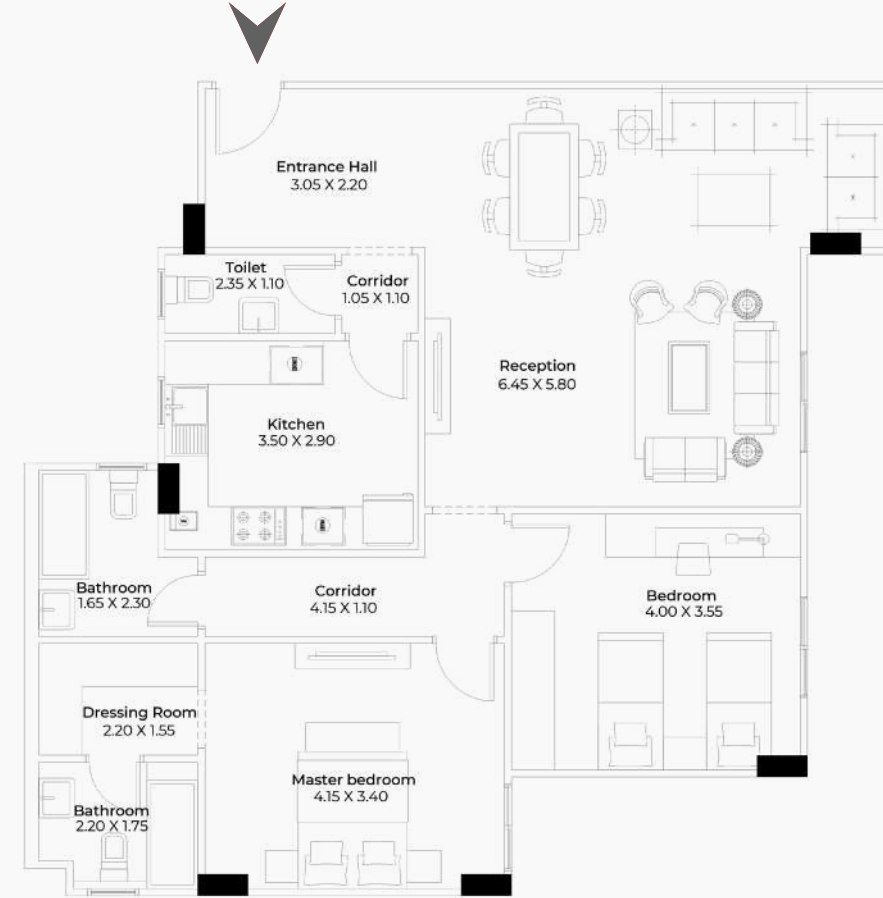 Entrance Hall
3.05 X 2.20
Toilet
2.35 X 1.10
Corridor
1.05 X 1.10
Reception
6.45 X 5.80
Kitchen
3.50 X 2.90
Bathroom
1.65 X 2.30
Corridor
4.15 X 1.10
Bedroom
4.00 X 3.55
Dressing Room
2.20 X 1.55
Master bedroom
4.15 X 3.40
Bathroom
2.20 X 1.75